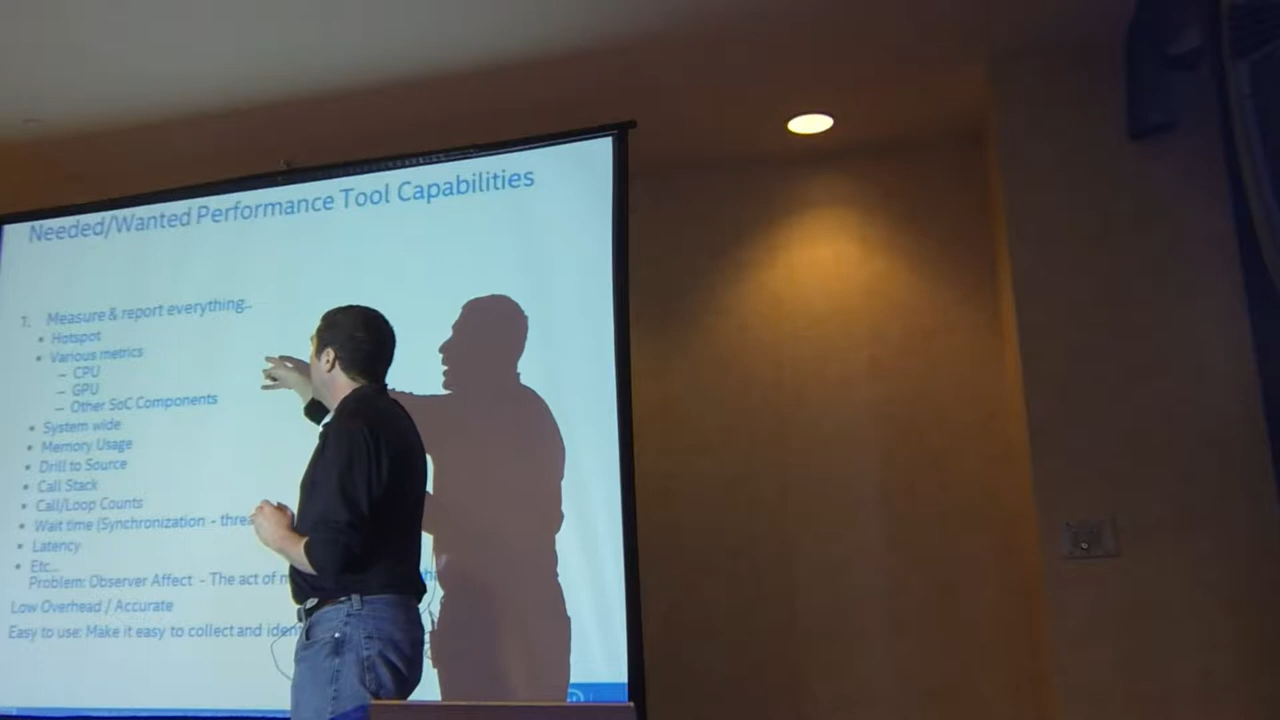 Needed/Wanted Performance Tool Capabilities
1. Measure & report everything...
• Hotspot
• Various metrics
– CPU
– GPU
– Other SoC Components
• System wide
• Memory Usage
• Drill to Source
• Call Stack
• Call/Loop Counts
• Wait time (Synchronization - threa
• Latency
• Etc...
Problem: Observer Affect - The act of
Low Overhead / Accurate
Easy to use: Make it easy to collect and iden